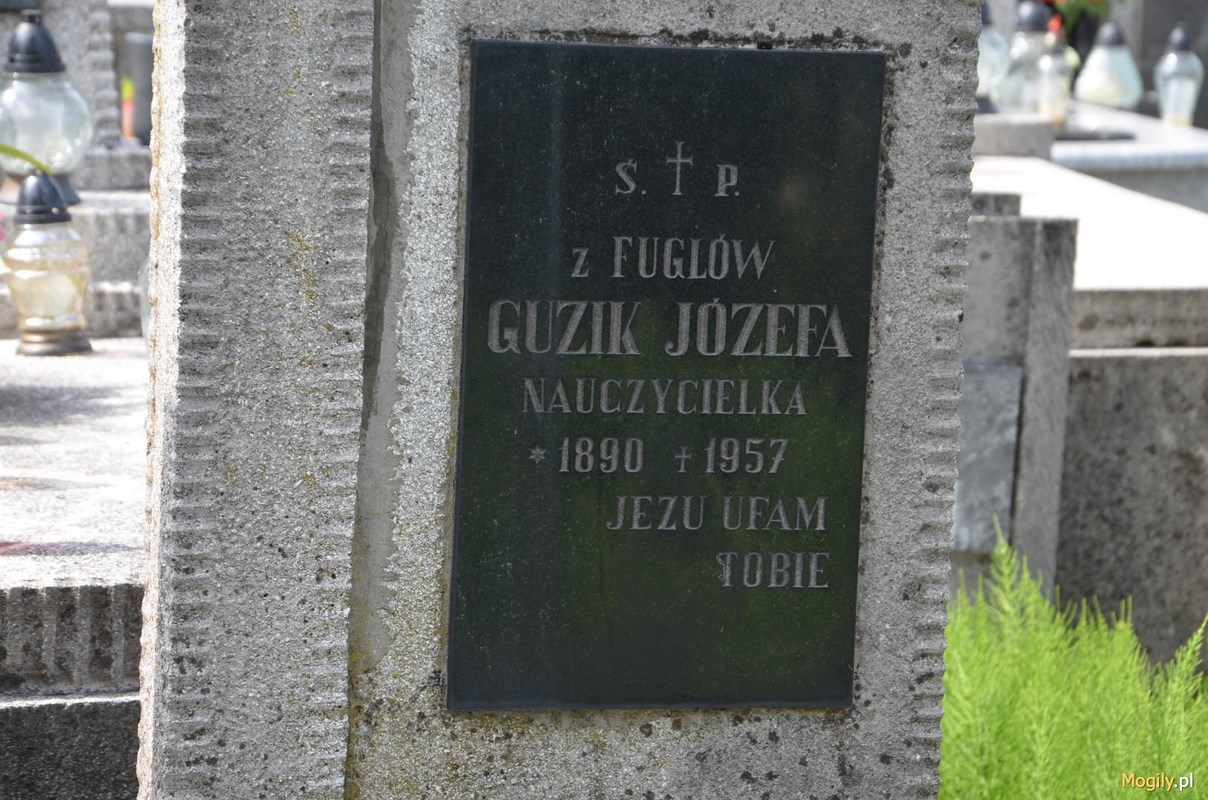 Ś. † P.
z FUGLÓW
GUZIK JÓZEFA
NAUCZYCIELKA
* 1890 † 1957
JEZU UFAM
TOBIE
Mogily.pl